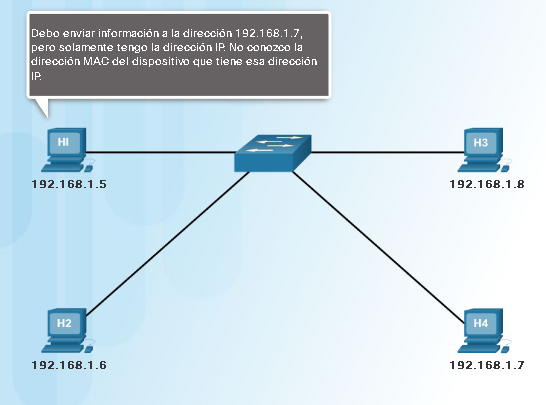 Debo enviar información a la dirección 192.168.1.7,
pero solamente tengo la dirección IP. No conozco la
dirección MAC del dispositivo que tiene esa dirección
IP.
H1
H3
192.168.1.5
192.168.1.8
H2
H4
192.168.1.6
192.168.1.7